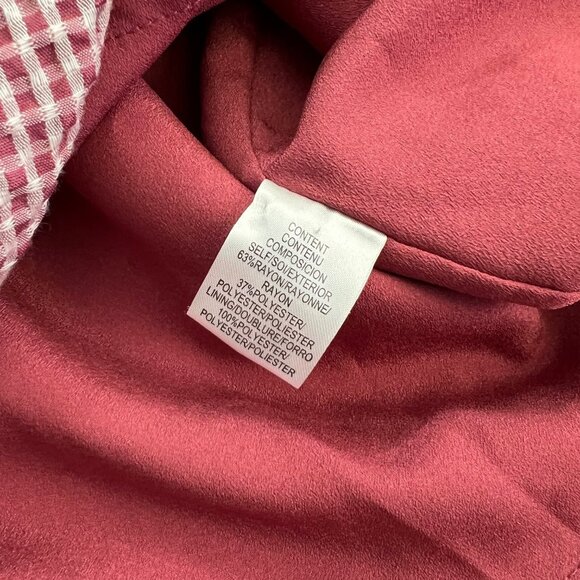 CONTENT
CONTENU
COMPOSICION
SELF/SOI/EXTERIOR
63%RAYON/RAYONNE/
RAYON
37%POLYESTER/
POLYESTER/POLIESTER
LINING/DOUBLURE/FORRO
100%POLYESTER/
POLYESTER/POLIESTER